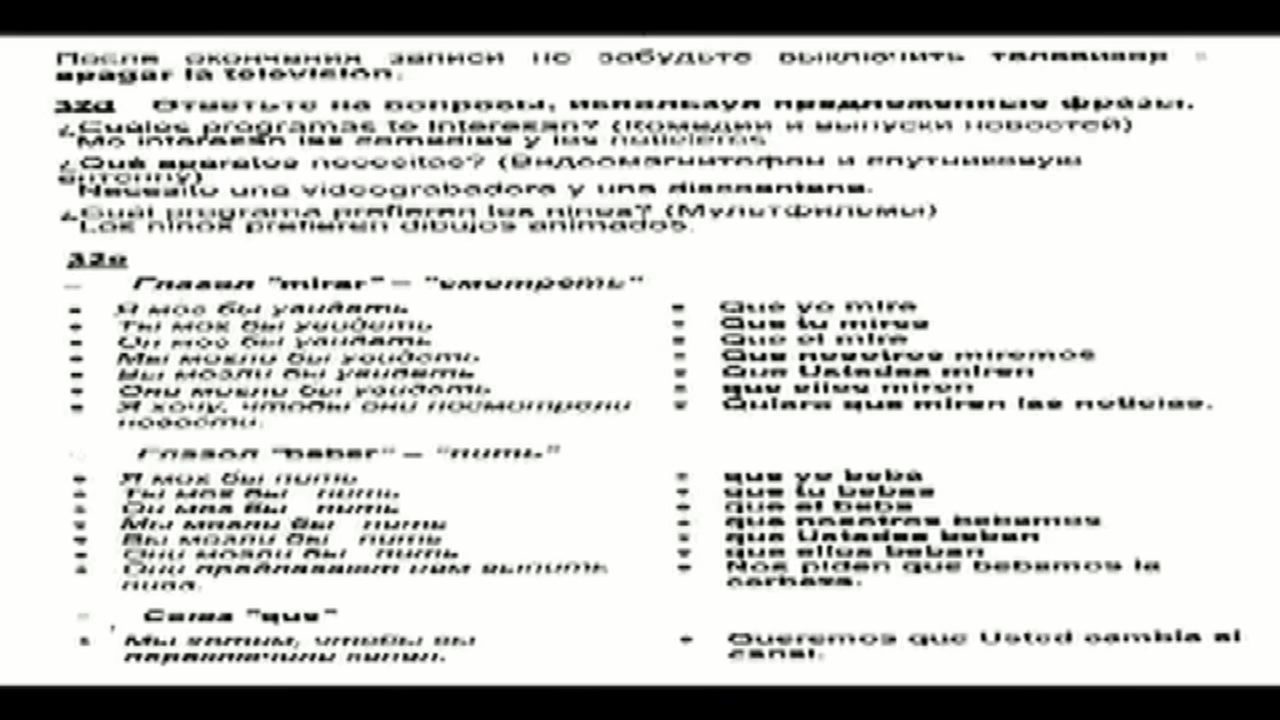 После окончания записи не забудьте выключить телевизор
apagar la televisión.
32d Ответьте на вопросы, используя предложенные фразы.
¿Cuáles programas te interesan? (Комедии и выпуски новостей)
Me interesan las comedias y los noticieros.
¿Qué aparatos necesitas? (Видеомагнитофон и спутниковую
антенну)
Necesito una videograbadora y una
¿Cuál programa prefieren los niños? (Мультфильмы)
Los niños prefieren dibujos animados.
32e
Глагол "mirar" – "смотреть"
Я мог бы увидеть
Ты мог бы увидеть
Он мог бы увидеть
Мы могли бы увидеть
Вы могли бы увидеть
Они могли бы увидеть
Я хочу, чтобы они посмотрели
новости.
Que yo mire
Que tu mires
Que el mire
Que nosotros miremos
Que Ustedes miren
que ellos miren
Quiero que miren las noticias.
Глагол "beber" – "пить"
Я мог бы пить
Ты мог бы пить
Он мог бы пить
Мы могли бы пить
Вы могли бы пить
Они могли бы пить
Они предлагают нам выпить
пива.
que yo beba
que tu bebas
que el beba
que nosotros bebamos
que Ustedes beban
que ellos beban
Nos piden que bebamos la
cerveza.
"que"
Мы хотим, чтобы вы
переключили канал.
Queremos que Usted cambie el
canal.